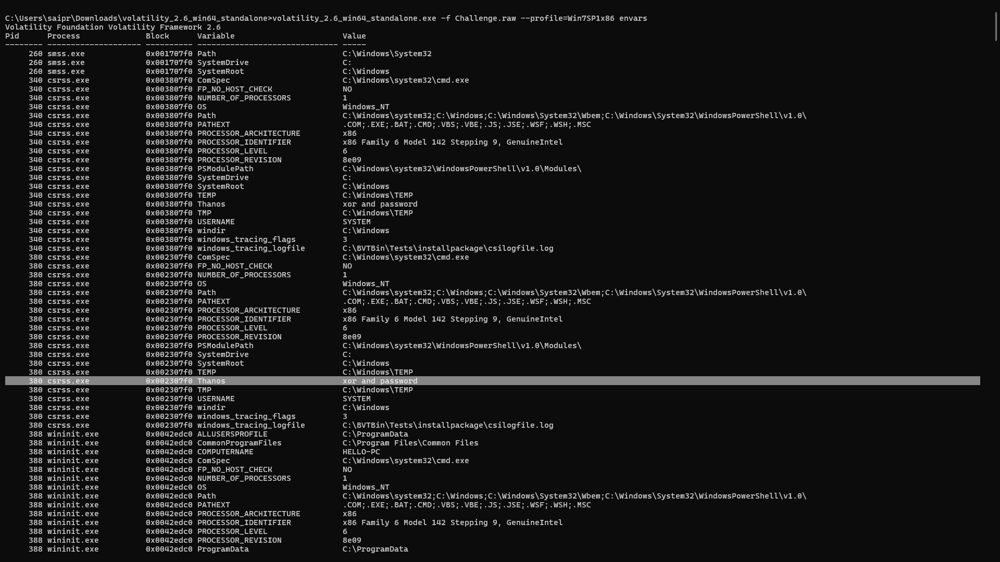 C:\Users\saipr\Downloads\volatility_2.6_win64_standalone>volatility_2.6_win64_standalone.exe -f Challenge.raw --profile=Win7SP1x86 envars
Volatility Foundation Volatility Framework 2.6
Pid      Process              Block      Variable                       Value
-------- -------------------- ---------- ------------------------------ -----
     260 smss.exe             0x001707f0 Path                           C:\Windows\System32
     260 smss.exe             0x001707f0 SystemDrive                    C:
     260 smss.exe             0x001707f0 SystemRoot                     C:\Windows
     340 csrss.exe            0x003807f0 ComSpec                        C:\Windows\system32\cmd.exe
     340 csrss.exe            0x003807f0 FP_NO_HOST_CHECK               NO
     340 csrss.exe            0x003807f0 NUMBER_OF_PROCESSORS           1
     340 csrss.exe            0x003807f0 OS                             Windows_NT
     340 csrss.exe            0x003807f0 Path                           C:\Windows\system32;C:\Windows;C:\Windows\System32\Wbem;C:\Windows\System32\WindowsPowerShell\v1.0\
     340 csrss.exe            0x003807f0 PATHEXT                        .COM;.EXE;.BAT;.CMD;.VBS;.VBE;.JS;.JSE;.WSF;.WSH;.MSC
     340 csrss.exe            0x003807f0 PROCESSOR_ARCHITECTURE         x86
     340 csrss.exe            0x003807f0 PROCESSOR_IDENTIFIER           x86 Family 6 Model 142 Stepping 9, GenuineIntel
     340 csrss.exe            0x003807f0 PROCESSOR_LEVEL                6
     340 csrss.exe            0x003807f0 PROCESSOR_REVISION             8e09
     340 csrss.exe            0x003807f0 PSModulePath                   C:\Windows\system32\WindowsPowerShell\v1.0\Modules\
     340 csrss.exe            0x003807f0 SystemDrive                    C:
     340 csrss.exe            0x003807f0 SystemRoot                     C:\Windows
     340 csrss.exe            0x003807f0 TEMP                           C:\Windows\TEMP
     340 csrss.exe            0x003807f0 Thanos                         xor and password
     340 csrss.exe            0x003807f0 TMP                            C:\Windows\TEMP
     340 csrss.exe            0x003807f0 USERNAME                       SYSTEM
     340 csrss.exe            0x003807f0 windir                         C:\Windows
     340 csrss.exe            0x003807f0 windows_tracing_flags          3
     340 csrss.exe            0x003807f0 windows_tracing_logfile        C:\BVTBin\Tests\installpackage\csilogfile.log
     380 csrss.exe            0x002307f0 ComSpec                        C:\Windows\system32\cmd.exe
     380 csrss.exe            0x002307f0 FP_NO_HOST_CHECK               NO
     380 csrss.exe            0x002307f0 NUMBER_OF_PROCESSORS           1
     380 csrss.exe            0x002307f0 OS                             Windows_NT
     380 csrss.exe            0x002307f0 Path                           C:\Windows\system32;C:\Windows;C:\Windows\System32\Wbem;C:\Windows\System32\WindowsPowerShell\v1.0\
     380 csrss.exe            0x002307f0 PATHEXT                        .COM;.EXE;.BAT;.CMD;.VBS;.VBE;.JS;.JSE;.WSF;.WSH;.MSC
     380 csrss.exe            0x002307f0 PROCESSOR_ARCHITECTURE         x86
     380 csrss.exe            0x002307f0 PROCESSOR_IDENTIFIER           x86 Family 6 Model 142 Stepping 9, GenuineIntel
     380 csrss.exe            0x002307f0 PROCESSOR_LEVEL                6
     380 csrss.exe            0x002307f0 PROCESSOR_REVISION             8e09
     380 csrss.exe            0x002307f0 PSModulePath                   C:\Windows\system32\WindowsPowerShell\v1.0\Modules\
     380 csrss.exe            0x002307f0 SystemDrive                    C:
     380 csrss.exe            0x002307f0 SystemRoot                     C:\Windows
     380 csrss.exe            0x002307f0 TEMP                           C:\Windows\TEMP
     380 csrss.exe            0x002307f0 Thanos                         xor and password
     380 csrss.exe            0x002307f0 TMP                            C:\Windows\TEMP
     380 csrss.exe            0x002307f0 USERNAME                       SYSTEM
     380 csrss.exe            0x002307f0 windir                         C:\Windows
     380 csrss.exe            0x002307f0 windows_tracing_flags          3
     380 csrss.exe            0x002307f0 windows_tracing_logfile        C:\BVTBin\Tests\installpackage\csilogfile.log
     388 wininit.exe          0x0042edc0 ALLUSERSPROFILE                C:\ProgramData
     388 wininit.exe          0x0042edc0 CommonProgramFiles             C:\Program Files\Common Files
     388 wininit.exe          0x0042edc0 COMPUTERNAME                   HELLO-PC
     388 wininit.exe          0x0042edc0 ComSpec                        C:\Windows\system32\cmd.exe
     388 wininit.exe          0x0042edc0 FP_NO_HOST_CHECK               NO
     388 wininit.exe          0x0042edc0 NUMBER_OF_PROCESSORS           1
     388 wininit.exe          0x0042edc0 OS                             Windows_NT
     388 wininit.exe          0x0042edc0 Path                           C:\Windows\system32;C:\Windows;C:\Windows\System32\Wbem;C:\Windows\System32\WindowsPowerShell\v1.0\
     388 wininit.exe          0x0042edc0 PATHEXT                        .COM;.EXE;.BAT;.CMD;.VBS;.VBE;.JS;.JSE;.WSF;.WSH;.MSC
     388 wininit.exe          0x0042edc0 PROCESSOR_ARCHITECTURE         x86
     388 wininit.exe          0x0042edc0 PROCESSOR_IDENTIFIER           x86 Family 6 Model 142 Stepping 9, GenuineIntel
     388 wininit.exe          0x0042edc0 PROCESSOR_LEVEL                6
     388 wininit.exe          0x0042edc0 PROCESSOR_REVISION             8e09
     388 wininit.exe          0x0042edc0 ProgramData                    C:\ProgramData